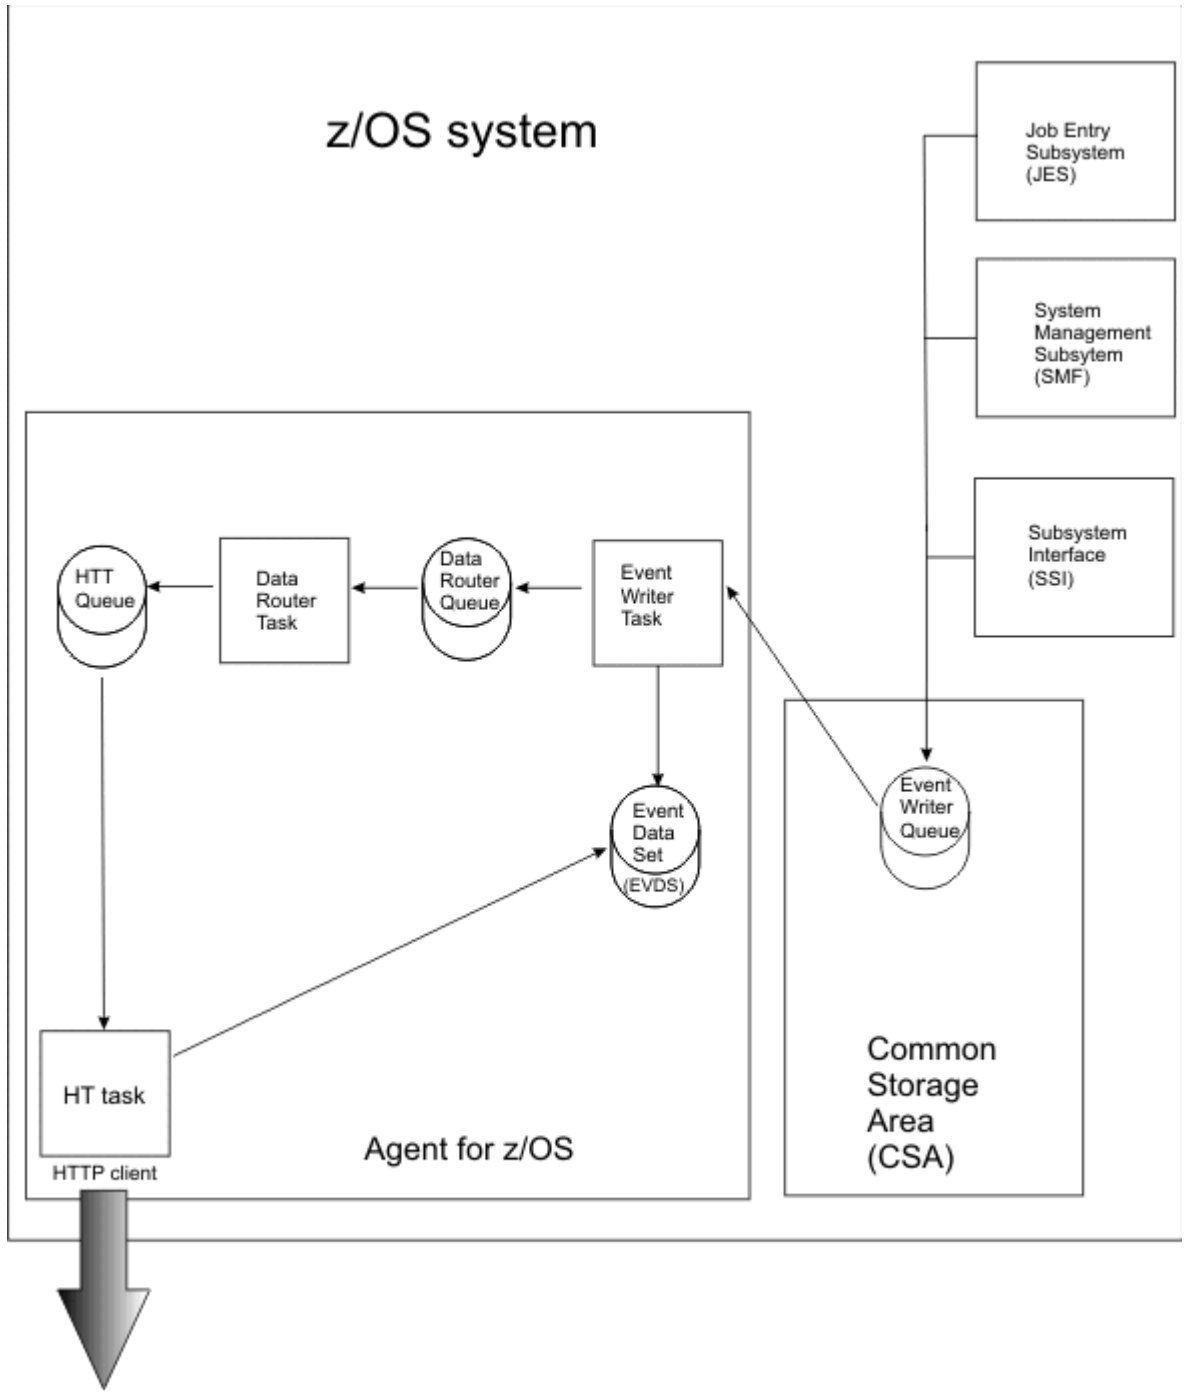 z/OS system
Job Entry
Subsystem
(JES)
System
Management
Subsytem
(SMF)
Subsystem
Interface
(SSI)
HTT
Queue
Data
Router
Task
Data
Router
Queue
Event
Writer
Task
Event
Data
Set
(EVDS)
Event
Writer
Queue
HT task
HTTP client
Agent for z/OS
Common
Storage
Area
(CSA)